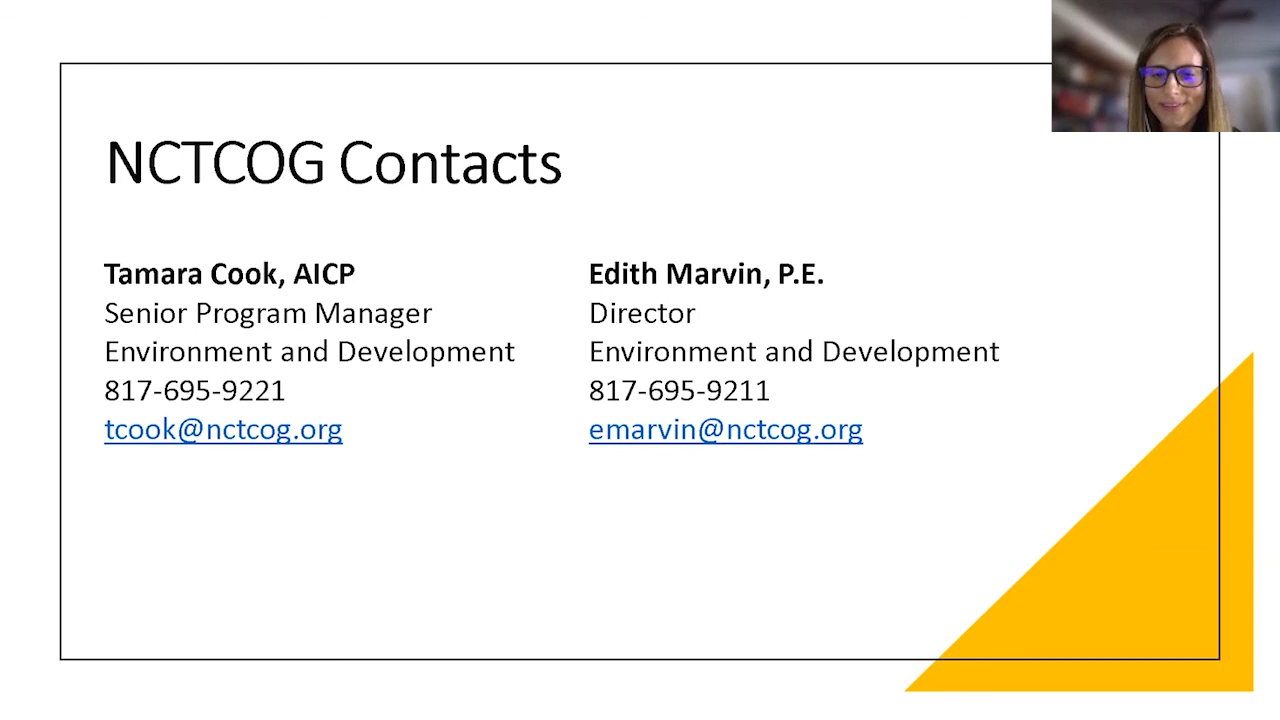 NCTCOG Contacts
Tamara Cook, AICP
Senior Program Manager
Environment and Development
817-695-9221
tcook@nctcog.org
Edith Marvin, P.E.
Director
Environment and Development
817-695-9211
emarvin@nctcog.org